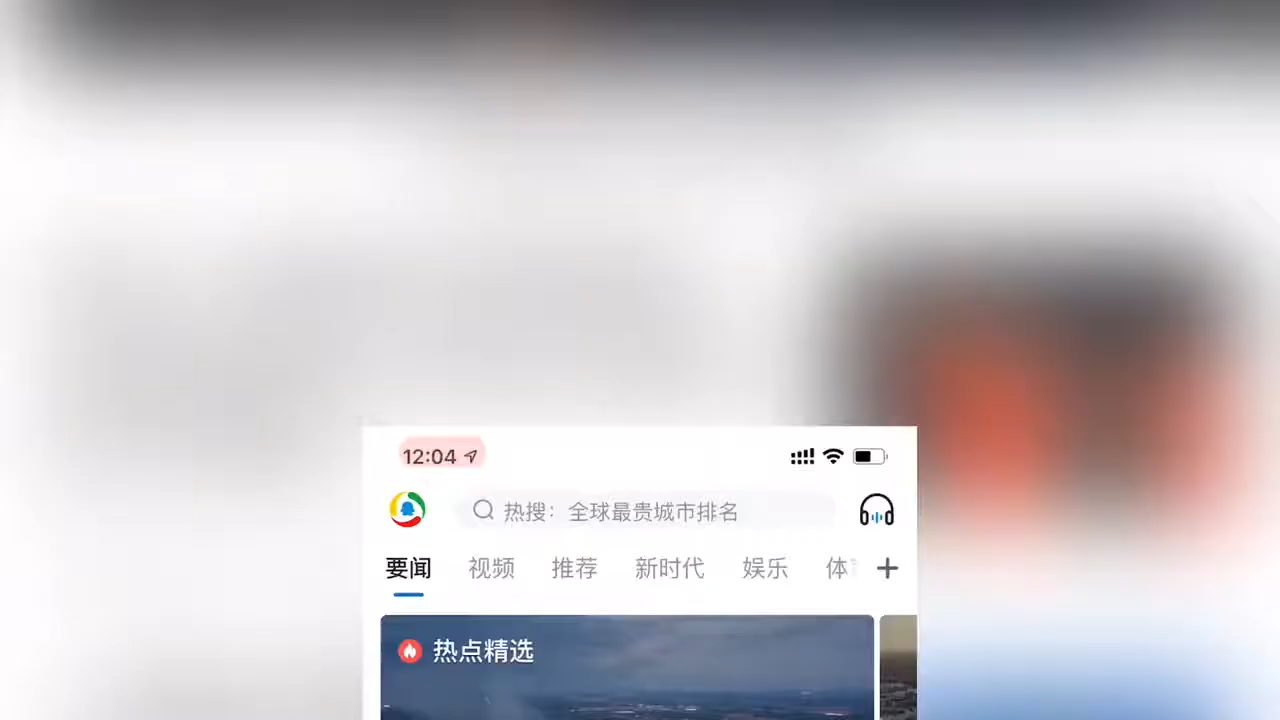 12:04
热搜：全球最贵城市排名
要闻 视频 推荐 新时代 娱乐 体
热点精选